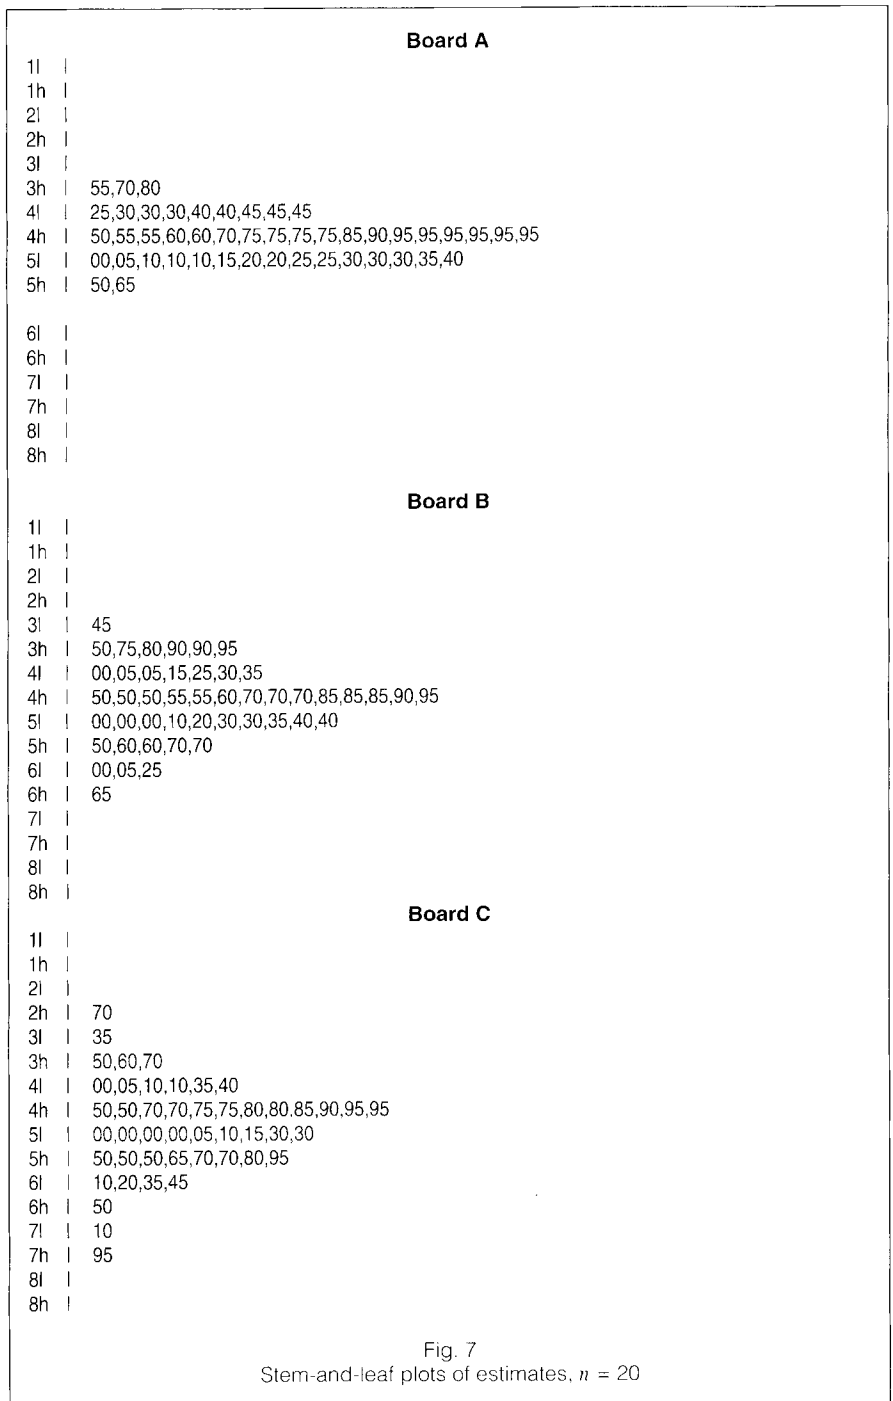 Board A
1l |
1h |
2l |
2h |
3l |
3h | 55,70,80
4l | 25,30,30,30,40,40,45,45,45
4h | 50,55,55,60,60,70,75,75,75,75,85,90,95,95,95,95,95,95
5l | 00,05,10,10,10,15,20,20,25,25,30,30,30,35,40
5h | 50,65
6l |
6h |
7l |
7h |
8l |
8h |
Board B
1l |
1h |
2l |
2h |
3l | 45
3h | 50,75,80,90,90,95
4l | 00,05,05,15,25,30,35
4h | 50,50,50,55,55,60,70,70,70,85,85,85,90,95
5l | 00,00,00,10,20,30,30,35,40,40
5h | 50,60,60,70,70
6l | 00,05,25
6h | 65
7l |
7h |
8l |
8h |
Board C
1l |
1h |
2l |
2h | 70
3l | 35
3h | 50,60,70
4l | 00,05,10,10,35,40
4h | 50,50,70,70,75,75,80,80.85,90,95,95
5l | 00,00,00,00,05,10,15,30,30
5h | 50,50,50,65,70,70,80,95
6l | 10,20,35,45
6h | 50
7l | 10
7h | 95
8l |
8h |
Fig. 7
Stem-and-leaf plots of estimates, n = 20